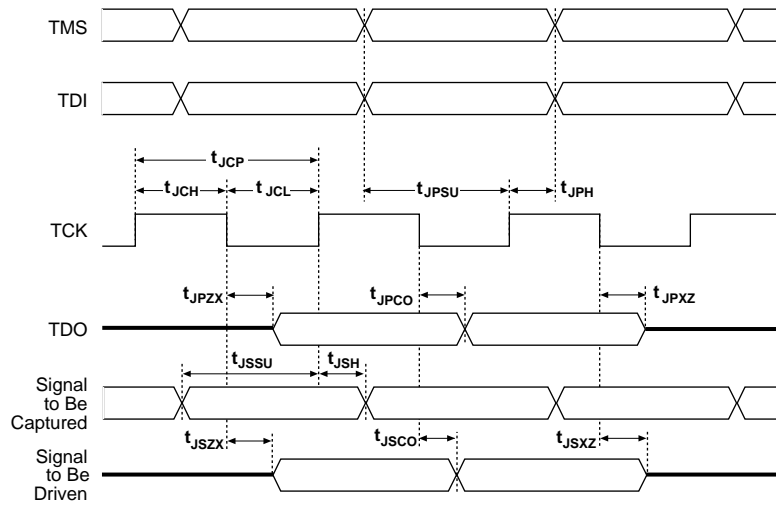 TMS
TDI
tJCP
tJCH
tJCL
tJPSU
tJPH
TCK
tJPZX
tJPCO
tJPXZ
TDO
tJSSU
tJSH
Signal
to Be
Captured
tJSZX
tJSCO
tJSXZ
Signal
to Be
Driven